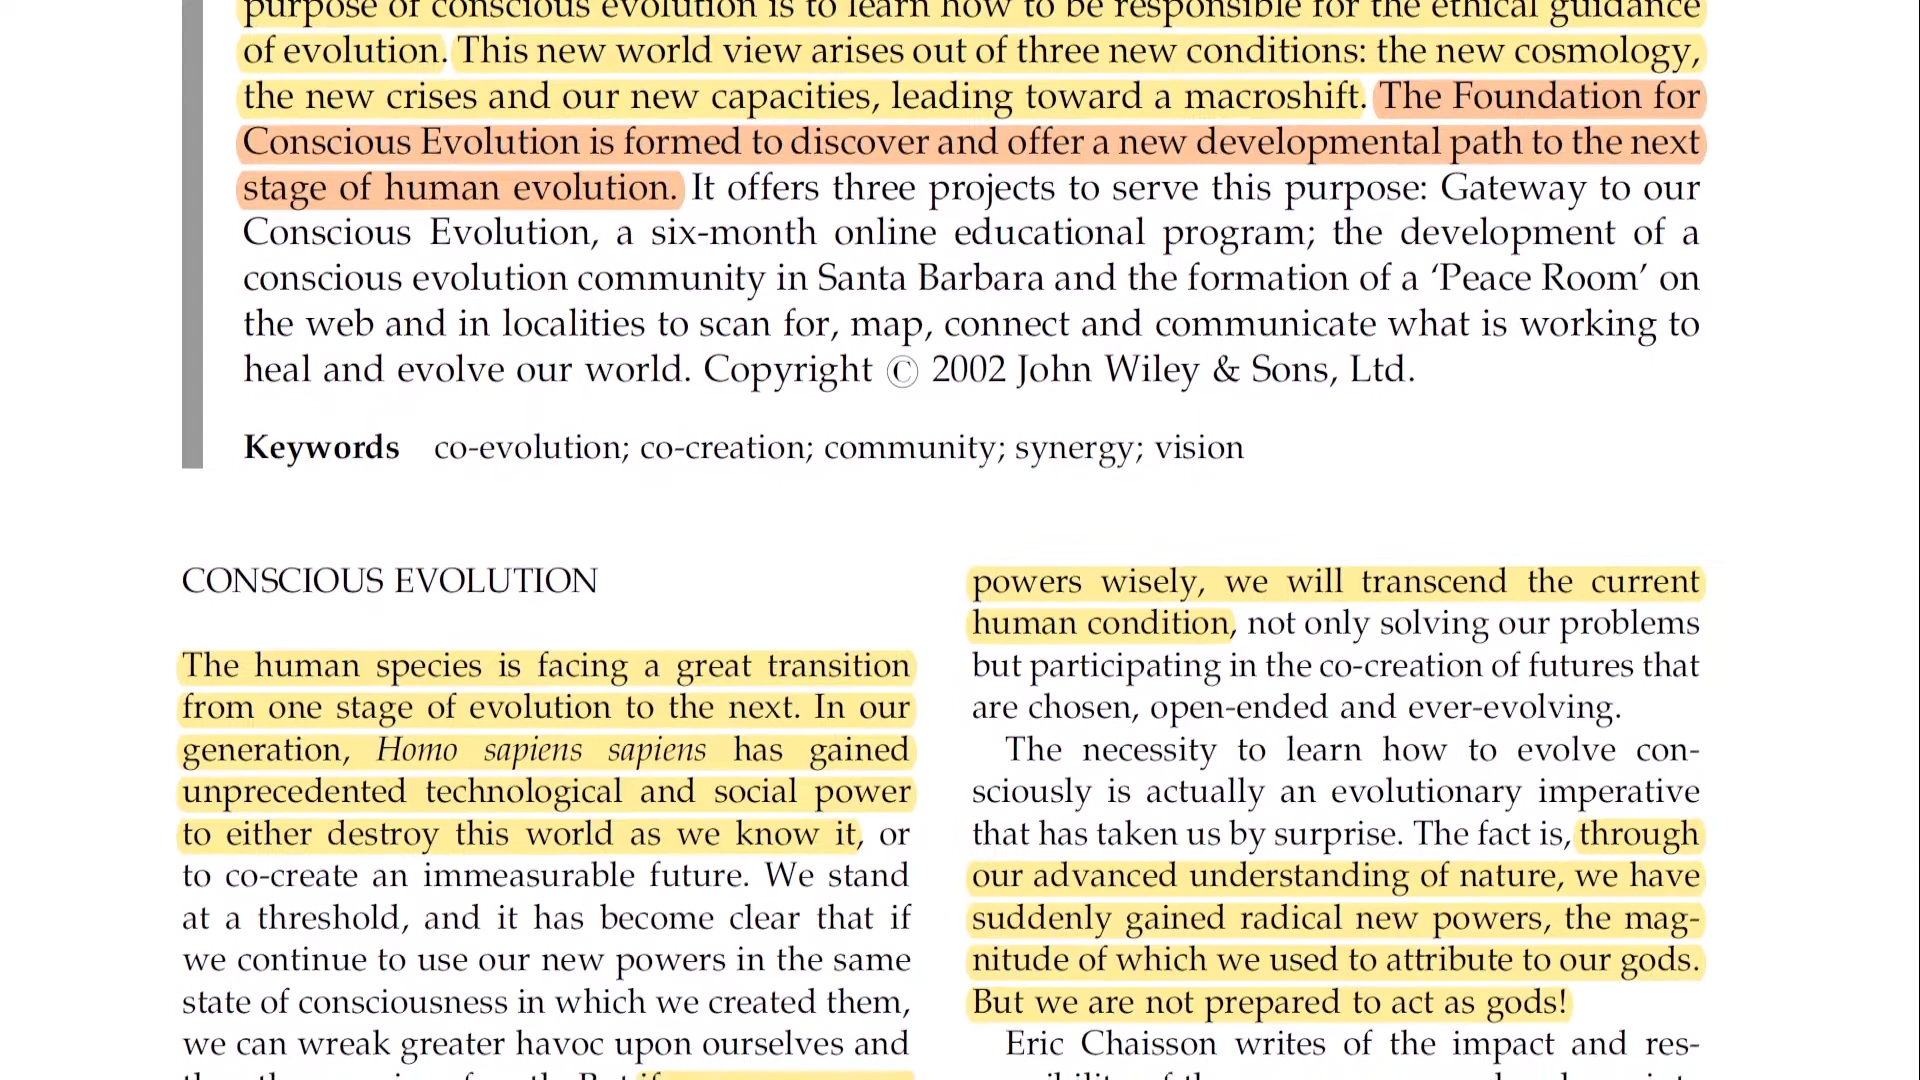 purpose of conscious evolution is to learn how to be responsible for the ethical guidance
of evolution. This new world view arises out of three new conditions: the new cosmology,
the new crises and our new capacities, leading toward a macroshift. The Foundation for
Conscious Evolution is formed to discover and offer a new developmental path to the next
stage of human evolution. It offers three projects to serve this purpose: Gateway to our
Conscious Evolution, a six-month online educational program; the development of a
conscious evolution community in Santa Barbara and the formation of a ‘Peace Room’ on
the web and in localities to scan for, map, connect and communicate what is working to
heal and evolve our world. Copyright © 2002 John Wiley & Sons, Ltd.
Keywords co-evolution; co-creation; community; synergy; vision
CONSCIOUS EVOLUTION
The human species is facing a great transition
from one stage of evolution to the next. In our
generation, Homo sapiens sapiens has gained
unprecedented technological and social power
to either destroy this world as we know it, or
to co-create an immeasurable future. We stand
at a threshold, and it has become clear that if
we continue to use our new powers in the same
state of consciousness in which we created them,
we can wreak greater havoc upon ourselves and
powers wisely, we will transcend the current
human condition, not only solving our problems
but participating in the co-creation of futures that
are chosen, open-ended and ever-evolving.
The necessity to learn how to evolve con-
sciously is actually an evolutionary imperative
that has taken us by surprise. The fact is, through
our advanced understanding of nature, we have
suddenly gained radical new powers, the mag-
nitude of which we used to attribute to our gods.
But we are not prepared to act as gods!
Eric Chaisson writes of the impact and res-